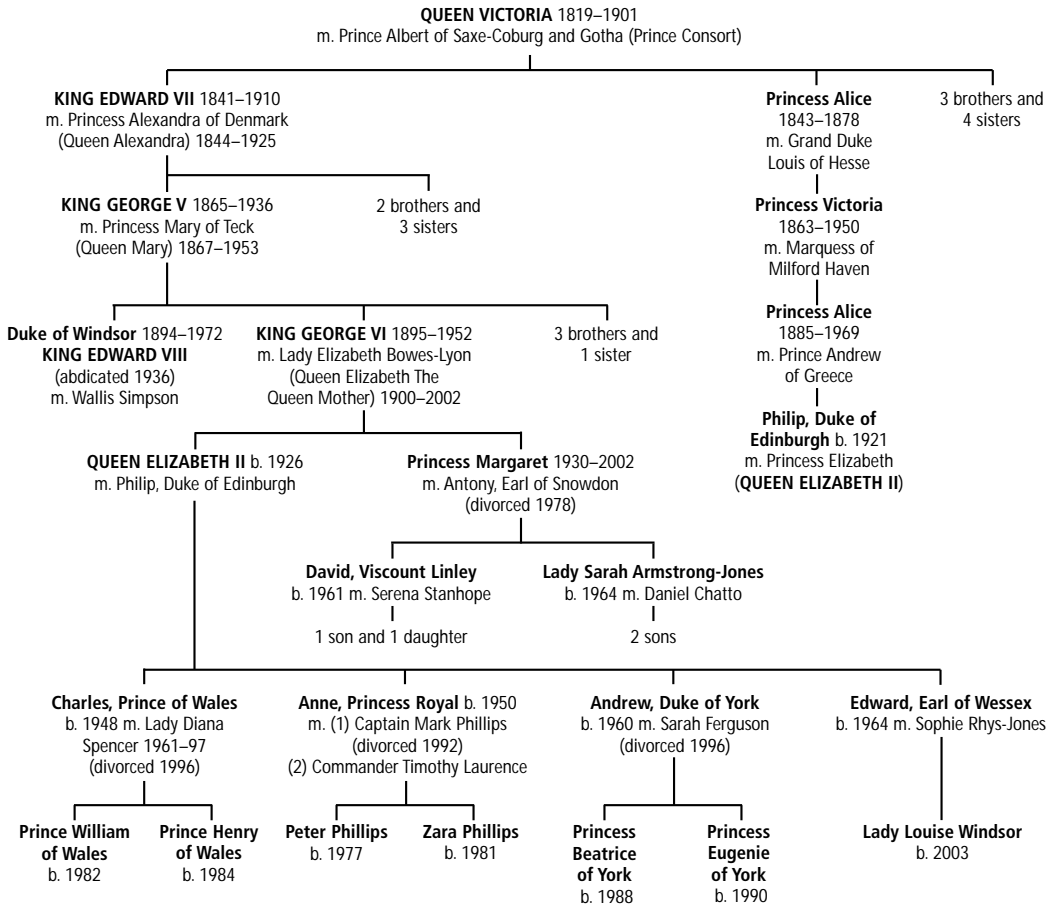 QUEEN VICTORIA 1819–1901
m. Prince Albert of Saxe-Coburg and Gotha (Prince Consort)
KING EDWARD VII 1841–1910
m. Princess Alexandra of Denmark
(Queen Alexandra) 1844–1925
Princess Alice
1843–1878
m. Grand Duke
Louis of Hesse
3 brothers and
4 sisters
KING GEORGE V 1865–1936
m. Princess Mary of Teck
(Queen Mary) 1867–1953
2 brothers and
3 sisters
Princess Victoria
1863–1950
m. Marquess of
Milford Haven
Duke of Windsor 1894–1972
KING EDWARD VIII
(abdicated 1936)
m. Wallis Simpson
KING GEORGE VI 1895–1952
m. Lady Elizabeth Bowes-Lyon
(Queen Elizabeth The
Queen Mother) 1900–2002
3 brothers and
1 sister
Princess Alice
1885–1969
m. Prince Andrew
of Greece
Philip, Duke of
Edinburgh b. 1921
m. Princess Elizabeth
(QUEEN ELIZABETH II)
QUEEN ELIZABETH II b. 1926
m. Philip, Duke of Edinburgh
Princess Margaret 1930–2002
m. Antony, Earl of Snowdon
(divorced 1978)
David, Viscount Linley
b. 1961 m. Serena Stanhope
1 son and 1 daughter
Lady Sarah Armstrong-Jones
b. 1964 m. Daniel Chatto
2 sons
Charles, Prince of Wales
b. 1948 m. Lady Diana
Spencer 1961–97
(divorced 1996)
Anne, Princess Royal b. 1950
m. (1) Captain Mark Phillips
(divorced 1992)
(2) Commander Timothy Laurence
Andrew, Duke of York
b. 1960 m. Sarah Ferguson
(divorced 1996)
Edward, Earl of Wessex
b. 1964 m. Sophie Rhys-Jones
Prince William
of Wales
b. 1982
Prince Henry
of Wales
b. 1984
Peter Phillips
b. 1977
Zara Phillips
b. 1981
Princess
Beatrice
of York
b. 1988
Princess
Eugenie
of York
b. 1990
Lady Louise Windsor
b. 2003